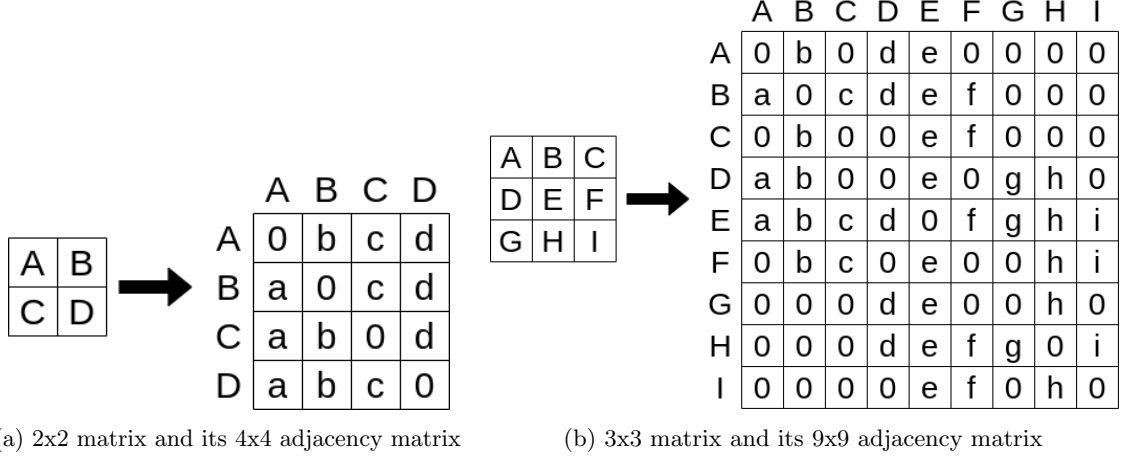 A B
C D
A B C D
A 0 b c d
B a 0 c d
C a b 0 d
D a b c 0
a) 2x2 matrix and its 4x4 adjacency matrix
A B C
D E F
G H I
A B C D E F G H I
A 0 b 0 d e 0 0 0 0
B a 0 c d e f 0 0 0
C 0 b 0 0 e f 0 0 0
D a b 0 0 e 0 g h 0
E a b c d 0 f g h i
F 0 b c 0 e 0 0 h i
G 0 0 0 d e 0 0 h 0
H 0 0 0 d e f g 0 i
I 0 0 0 0 e f 0 h 0
(b) 3x3 matrix and its 9x9 adjacency matrix